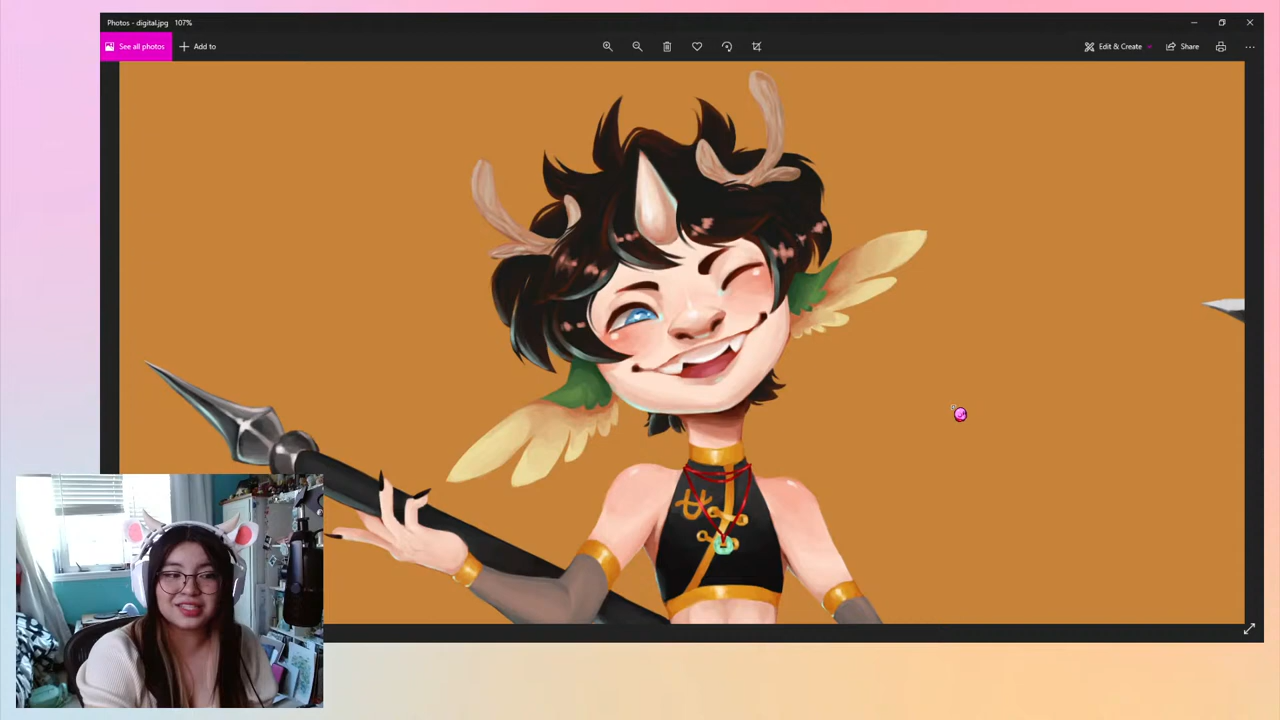 Photos - digital.jpg 107%
See all photos
Add to
Edit & Create
Share